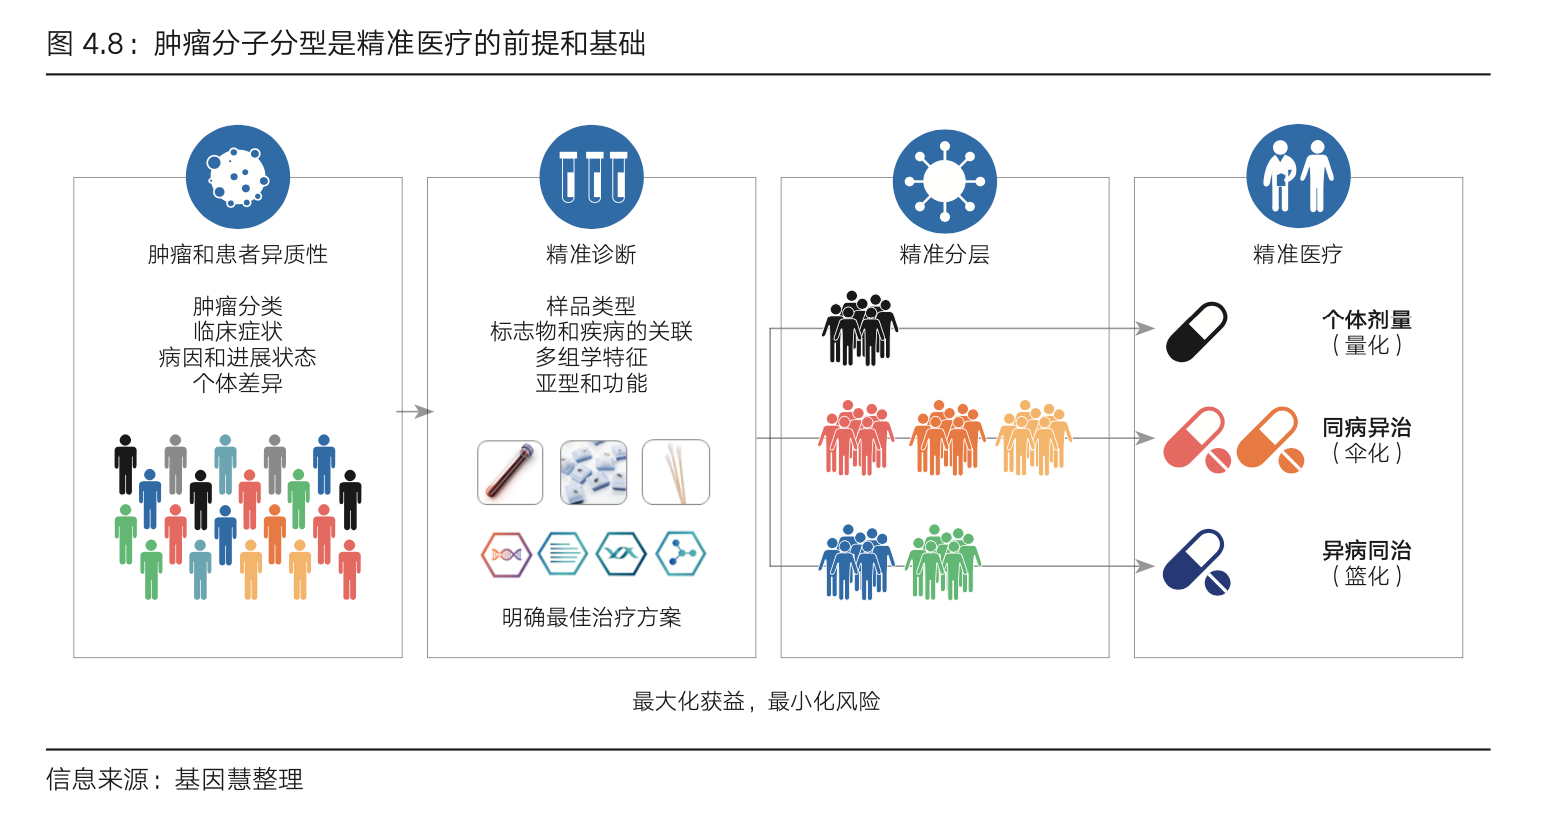 图 4.8：肿瘤分子分型是精准医疗的前提和基础
肿瘤和患者异质性
肿瘤分类
临床症状
病因和进展状态
个体差异
精准诊断
样品类型
标志物和疾病的关联
多组学特征
亚型和功能
明确最佳治疗方案
精准分层
精准医疗
个体剂量
（量化）
同病异治
（伞化）
异病同治
（篮化）
最大化获益，最小化风险
信息来源：基因慧整理